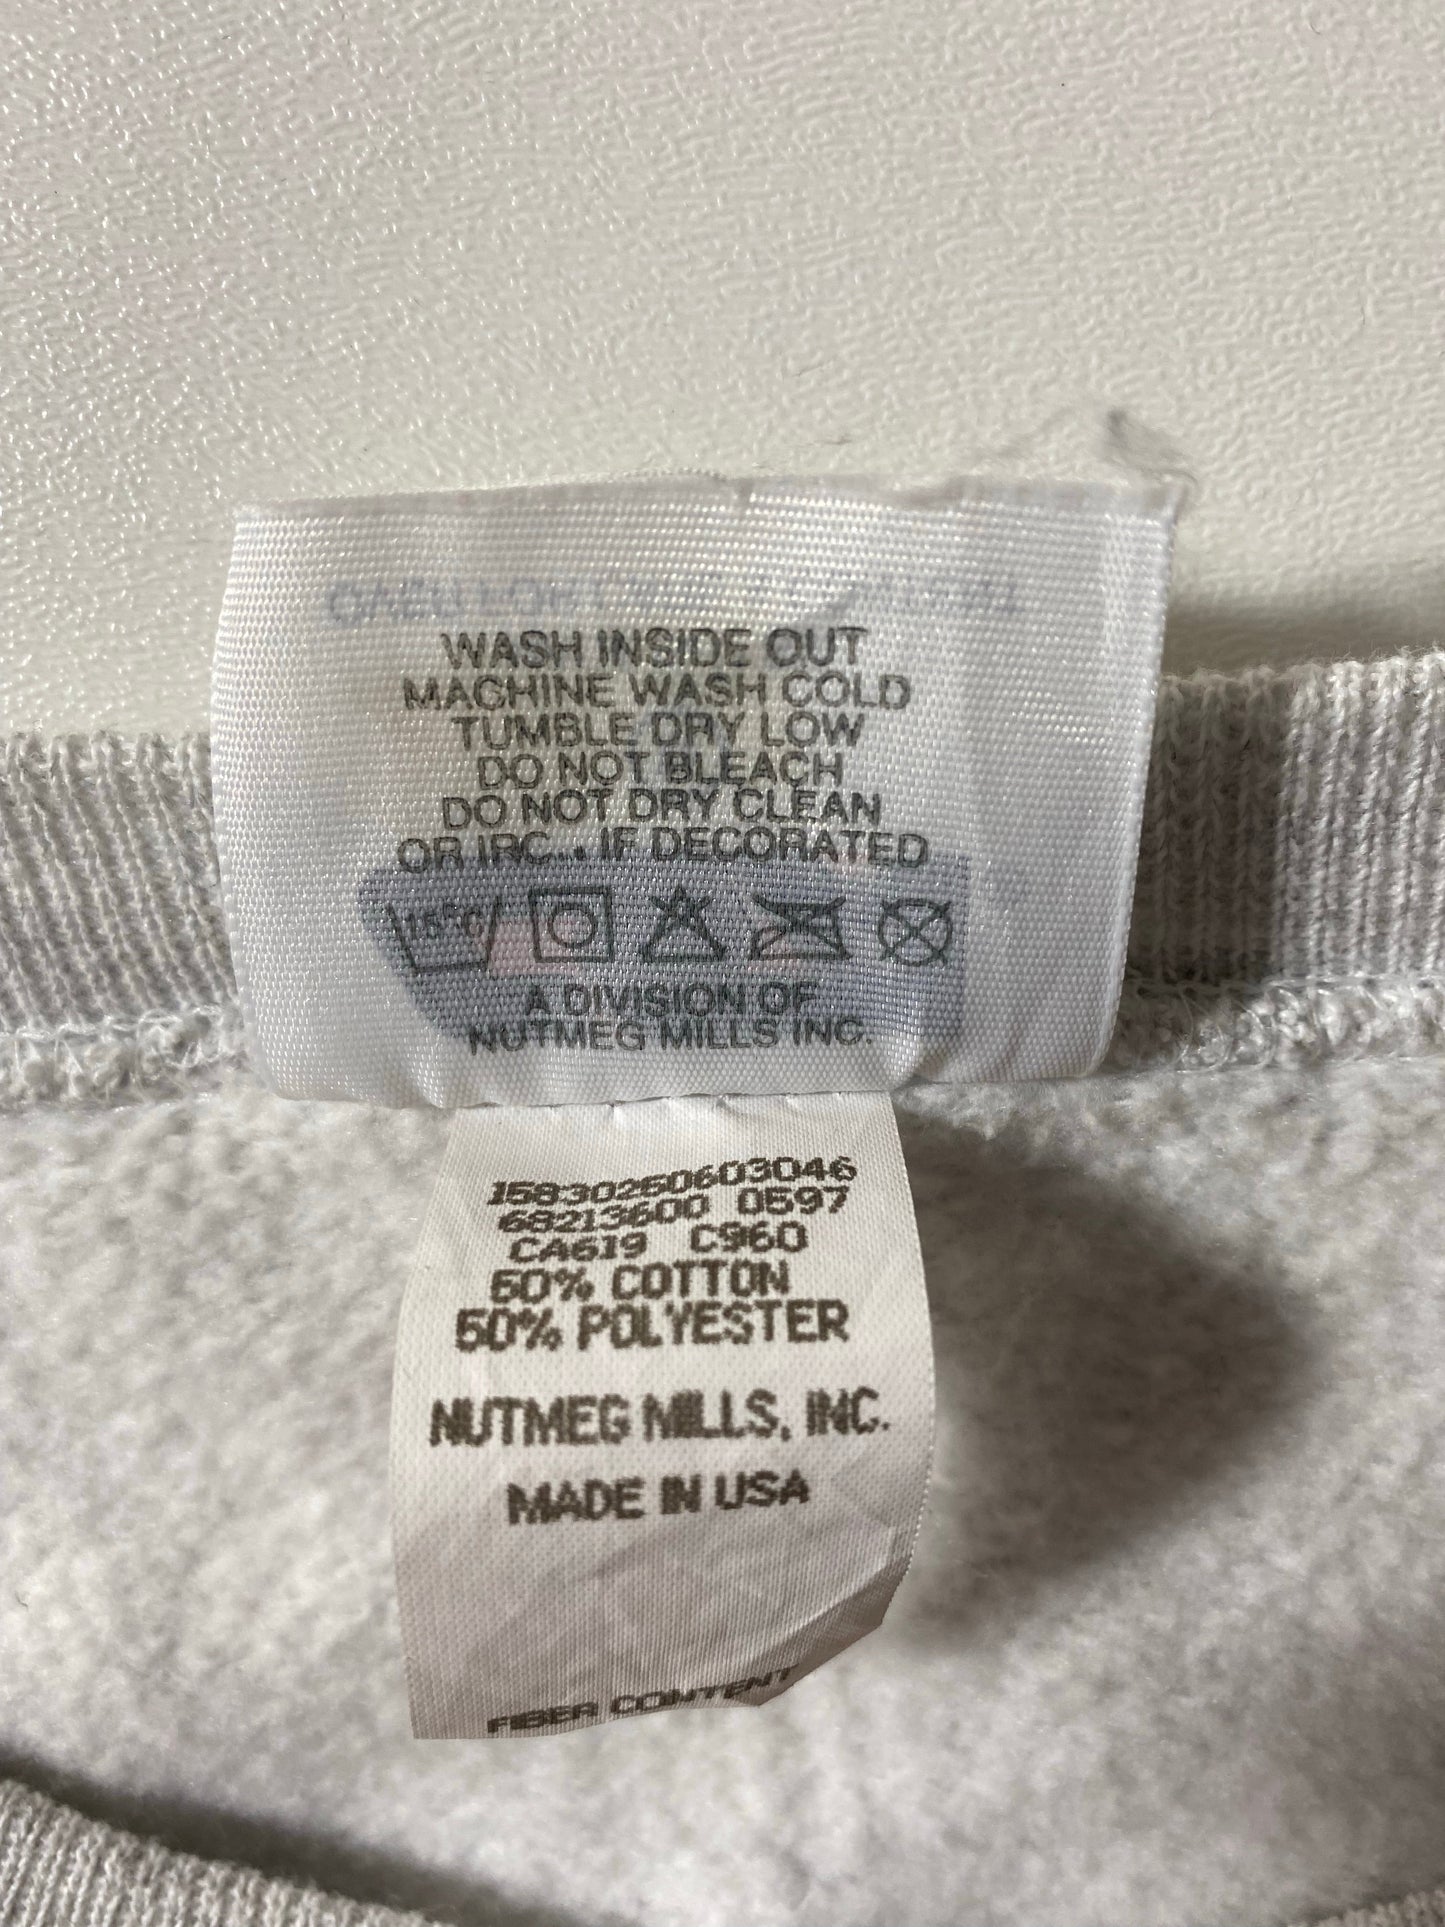 WASH INSIDE OUT
MACHINE WASH COLD
TUMBLE DRY LOW
DO NOT BLEACH
DO NOT DRY CLEAN
OR IRON IF DECORATED
15°C
A DIVISION OF
NUTMEG MILLS INC.
15830250603046
68213600 0597
CA619 C960
50% COTTON
50% POLYESTER
NUTMEG MILLS, INC.
MADE IN USA
FIBER CONTENT